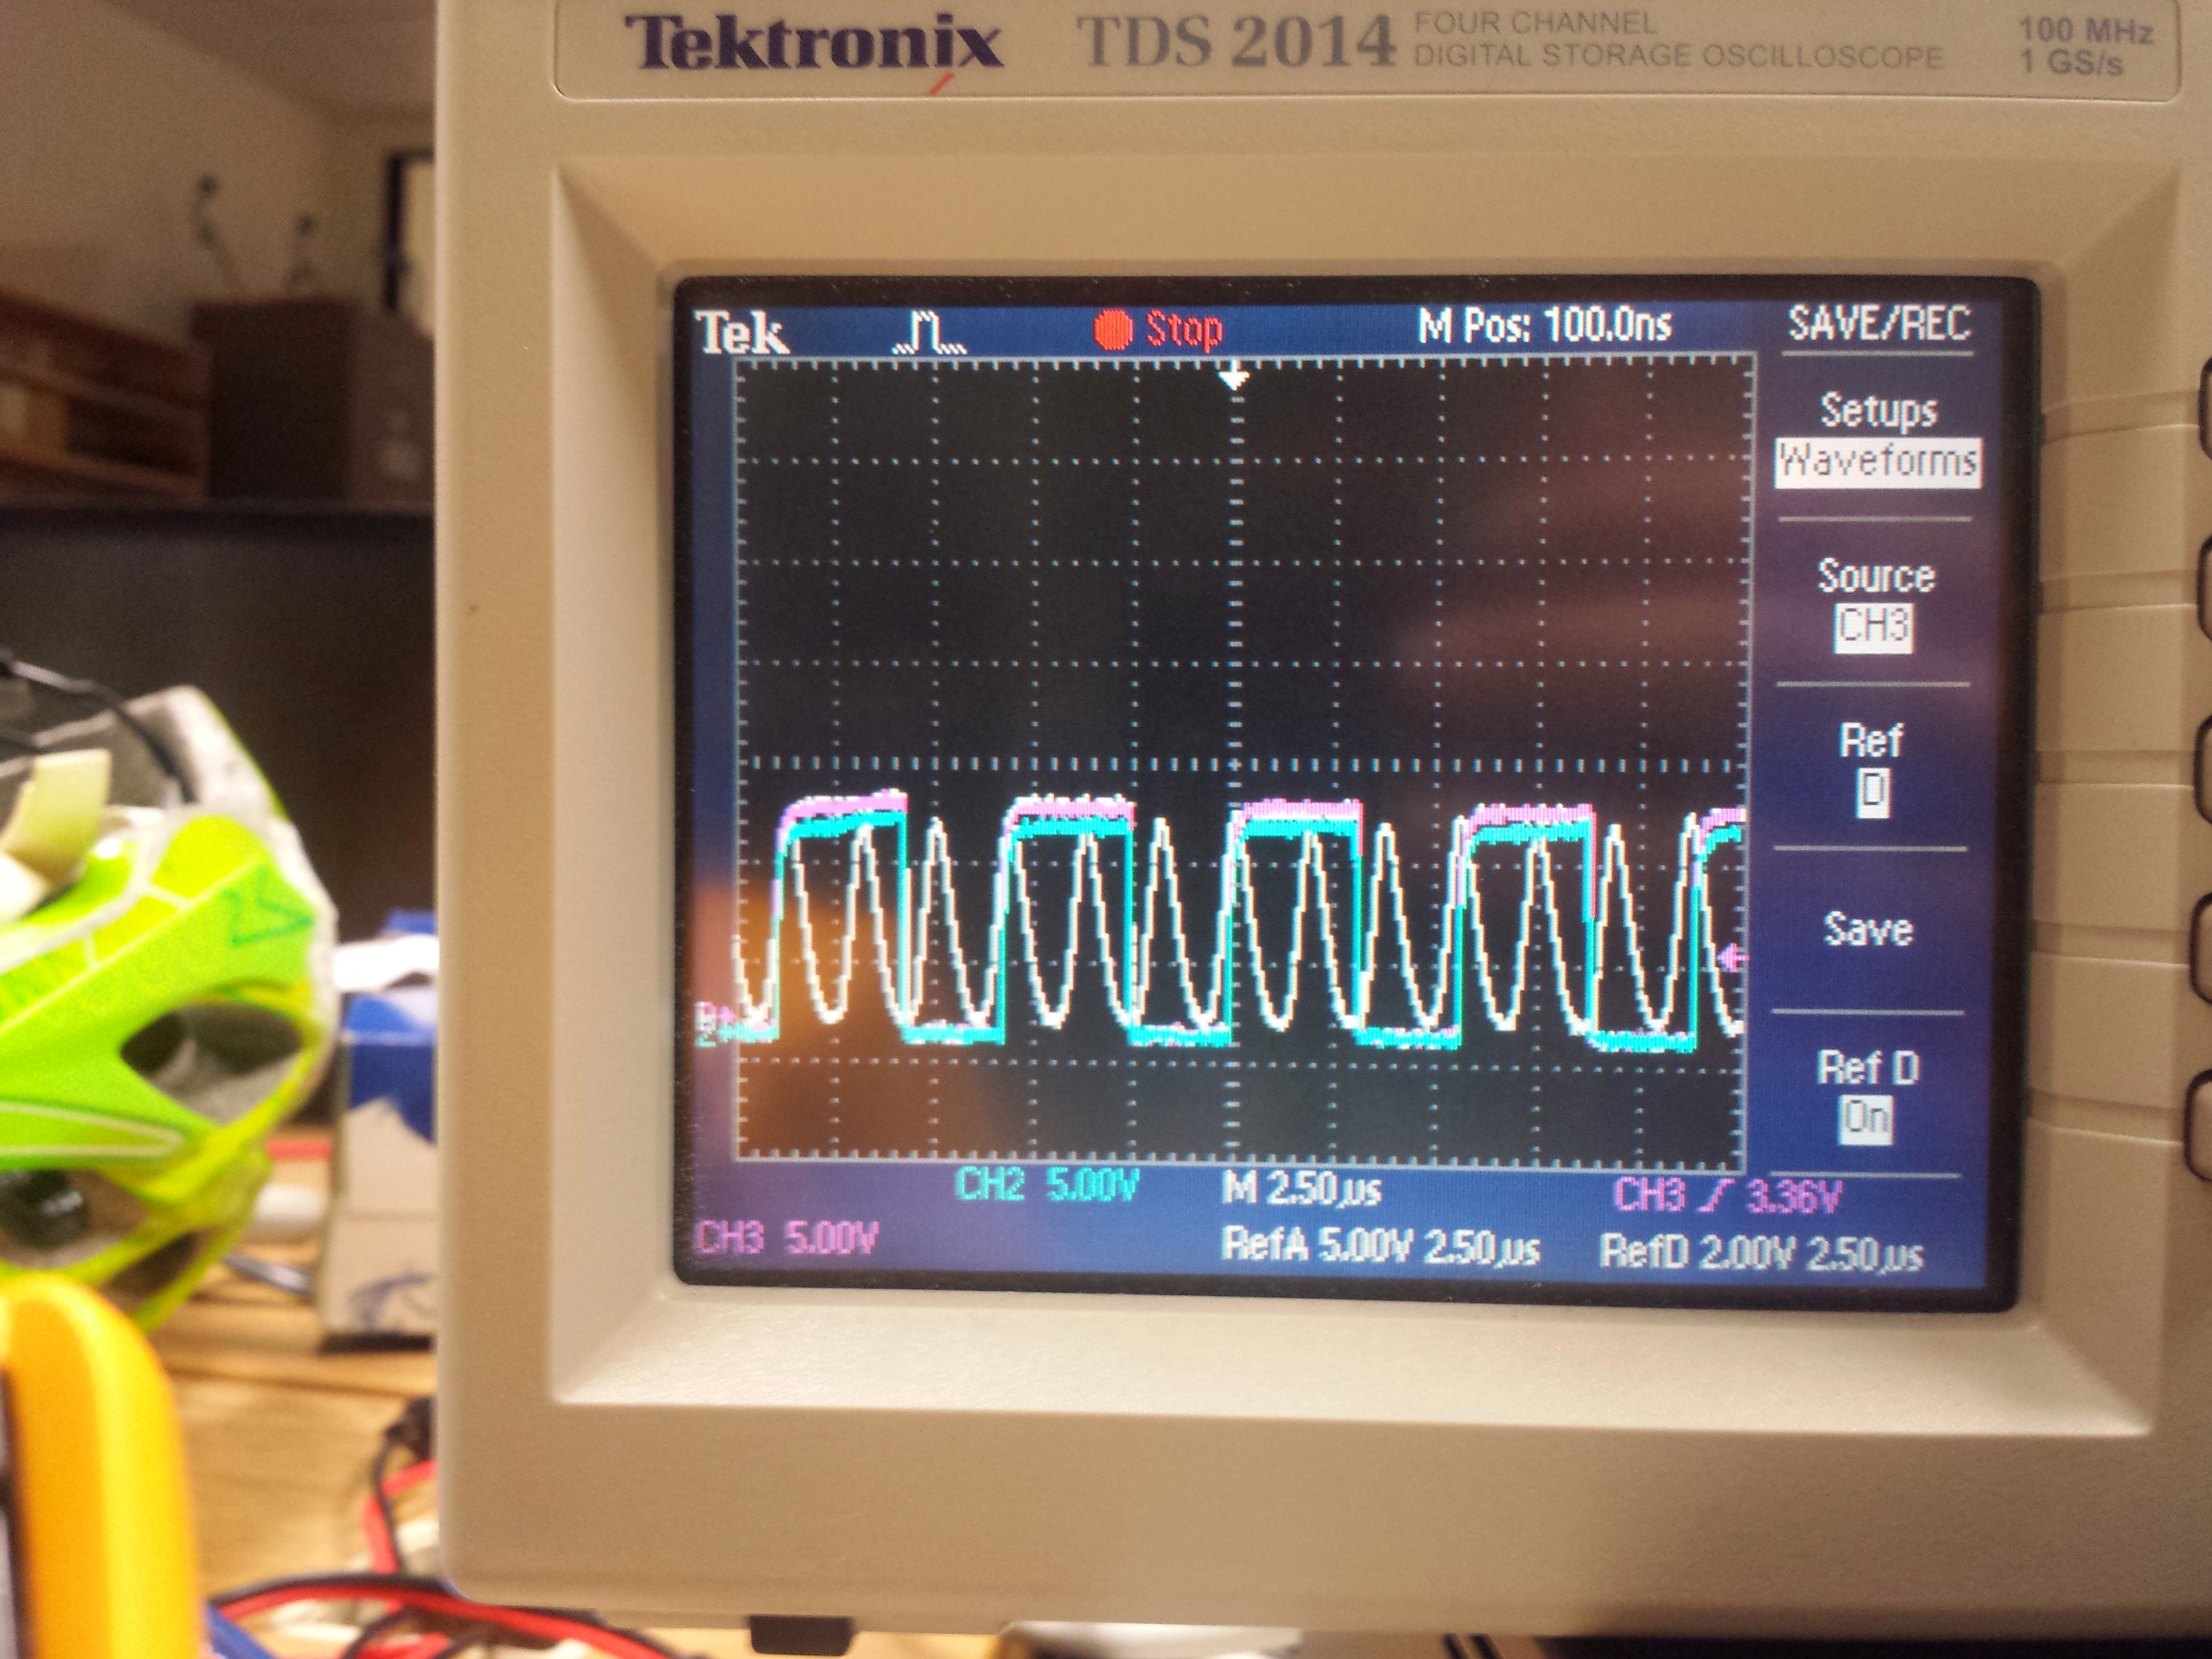 Tektronix TDS 2014 FOUR CHANNEL 100 MHz
DIGITAL STORAGE OSCILLOSCOPE 1 GS/s
Tek Stop M Pos: 100.0ns SAVE/REC
Setups
Waveforms
Source
CH3
Ref
D
Save
Ref D
On
CH2 5.00V M 2.50µs CH3 3.36V
CH3 5.00V RefA 5.00V 2.50µs RefD 2.00V 2.50µs